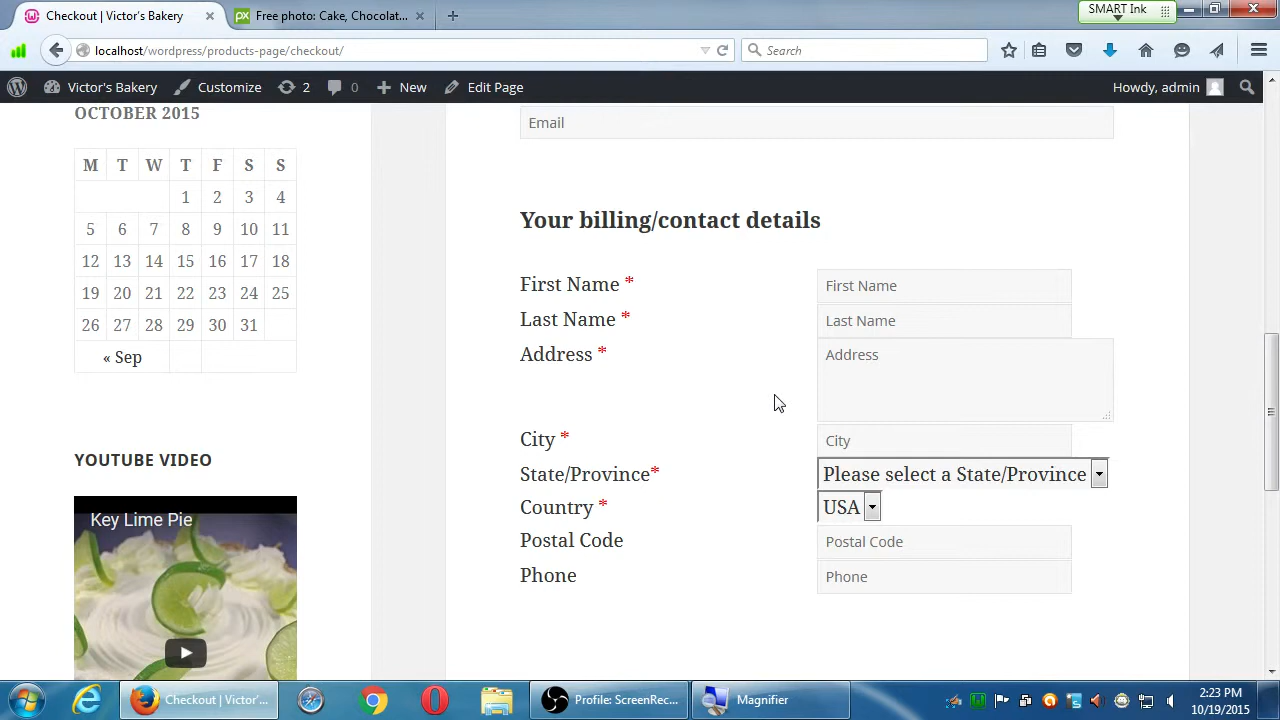 Checkout | Victor's Bakery
Free photo: Cake, Chocolat...
SMART Ink
localhost/wordpress/products-page/checkout/
Search
Victor's Bakery
Customize
2
0
New
Edit Page
Howdy, admin
OCTOBER 2015
M T W T F S S
1 2 3 4
5 6 7 8 9 10 11
12 13 14 15 16 17 18
19 20 21 22 23 24 25
26 27 28 29 30 31
« Sep
YOUTUBE VIDEO
Key Lime Pie
Email
Your billing/contact details
First Name * First Name
Last Name * Last Name
Address * Address
City * City
State/Province* Please select a State/Province
Country * USA
Postal Code Postal Code
Phone Phone
Checkout | Victor'...
Profile: ScreenRec...
Magnifier
2:23 PM
10/19/2015